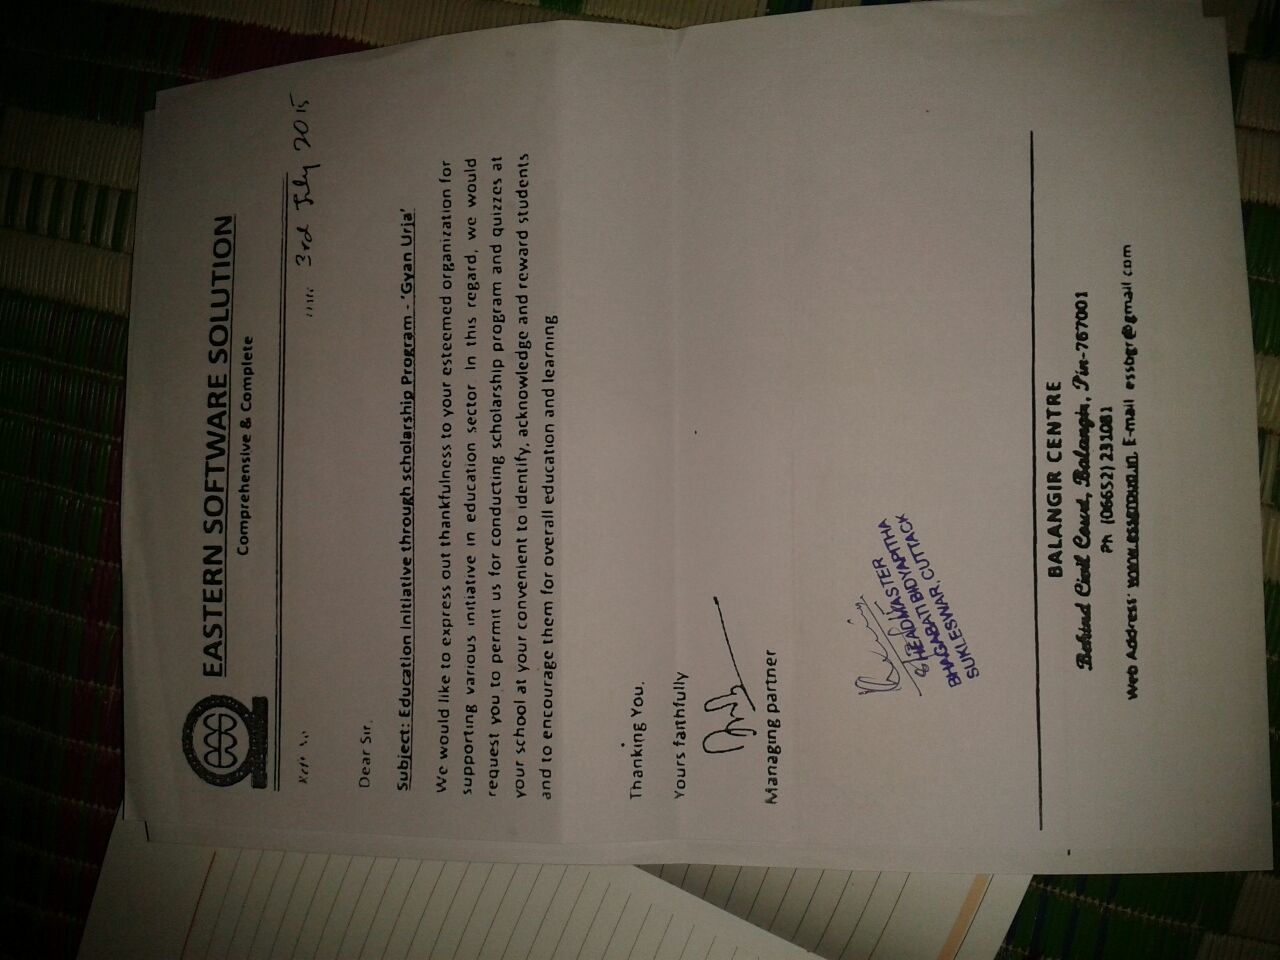 EASTERN SOFTWARE SOLUTION
Comprehensive & Complete
3rd July 2015
Dear Sir.
Subject: Education initiative through scholarship Program - 'Gyan Urja'
We would like to express out thankfulness to your esteemed organization for
supporting various initiative in education sector In this regard, we would
request you to permit us for conducting scholarship program and quizzes at
your school at your convenient to identify, acknowledge and reward students
and to encourage them for overall education and learning
Thanking You.
Yours faithfully
Managing partner
HEADMASTER
BHAGABATI BIDYAPITHA
SUKLESWAR, CUTTACK
BALANGIR CENTRE
Behind Civil Court, Balangir, Pin-767001
Ph (06652) 231081
Web Address: E-mail essbgr@gmail com